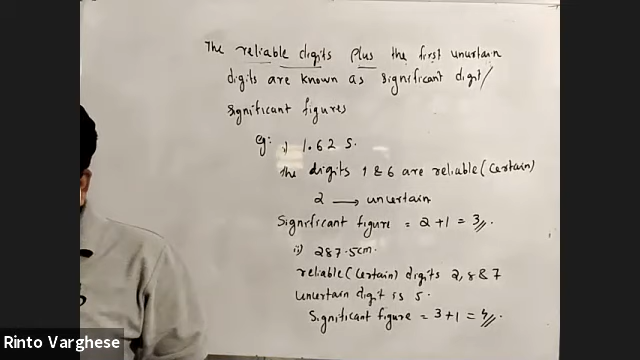 The reliable digits plus the first uncertain
digits are known as significant digit/
significant figures
eg: i) 1.62 s.
The digits 1 & 6 are reliable (certain)
2 → uncertain
Significant figure = 2+1 = 3//
ii) 287.5cm.
reliable (certain) digits 2,8 & 7
uncertain digit is 5.
Significant figure = 3+1 = 4//.
Rinto Varghese